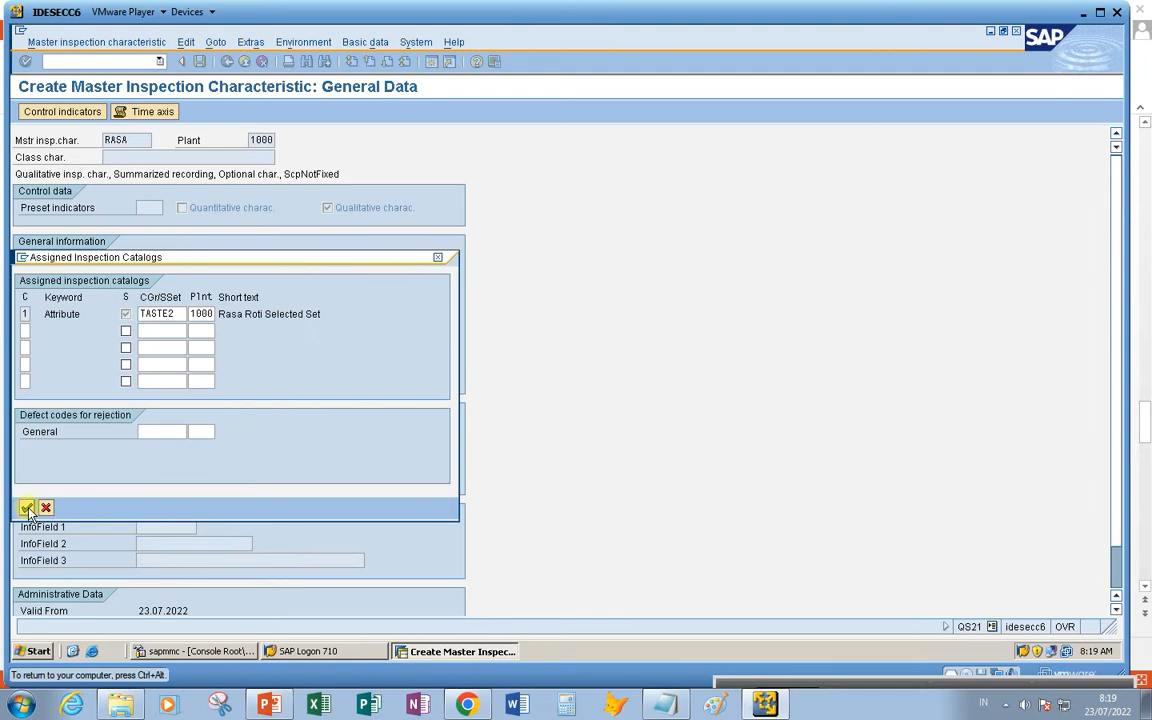 IDESECC6 VMware Player Devices
Master inspection characteristic Edit Goto Extras Environment Basic data System Help
SAP
Create Master Inspection Characteristic: General Data
Control indicators Time axis
Mstr insp.char. RASA Plant 1000
Class char.
Qualitative insp. char., Summarized recording, Optional char., ScpNotFixed
Control data
Preset indicators Quantitative charac. Qualitative charac.
General information
Assigned Inspection Catalogs
Assigned inspection catalogs
C Keyword S CGr/SSet Plnt Short text
1 Attribute TASTE2 1000 Rasa Roti Selected Set
Defect codes for rejection
General
InfoField 1
InfoField 2
InfoField 3
Administrative Data
Valid From 23.07.2022
QS21 idesecc6 OVR
Start sapmmc - [Console Root\... SAP Logon 710 Create Master Inspec... 8:19 AM
To return to your computer, press Ctrl+Alt.
IN 8:19
23/07/2022